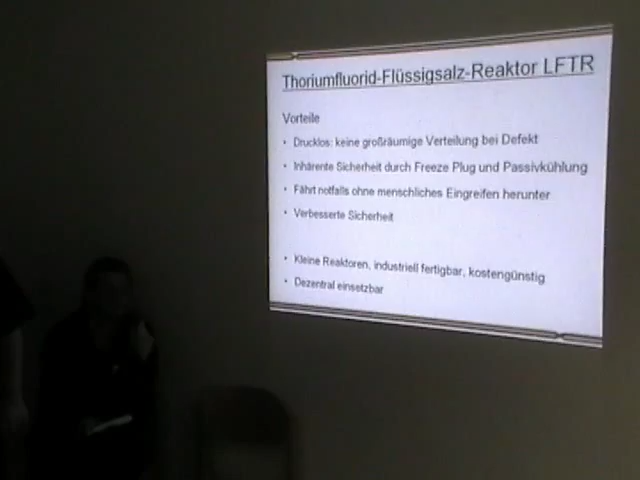 Thoriumfluorid-Flüssigsalz-Reaktor LFTR
Vorteile
• Drucklos: keine großräumige Verteilung bei Defekt
• Inhärente Sicherheit durch Freeze Plug und Passivkühlung
• Fährt notfalls ohne menschliches Eingreifen herunter
• Verbesserte Sicherheit
• Kleine Reaktoren, industriell fertigbar, kostengünstig
• Dezentral einsetzbar